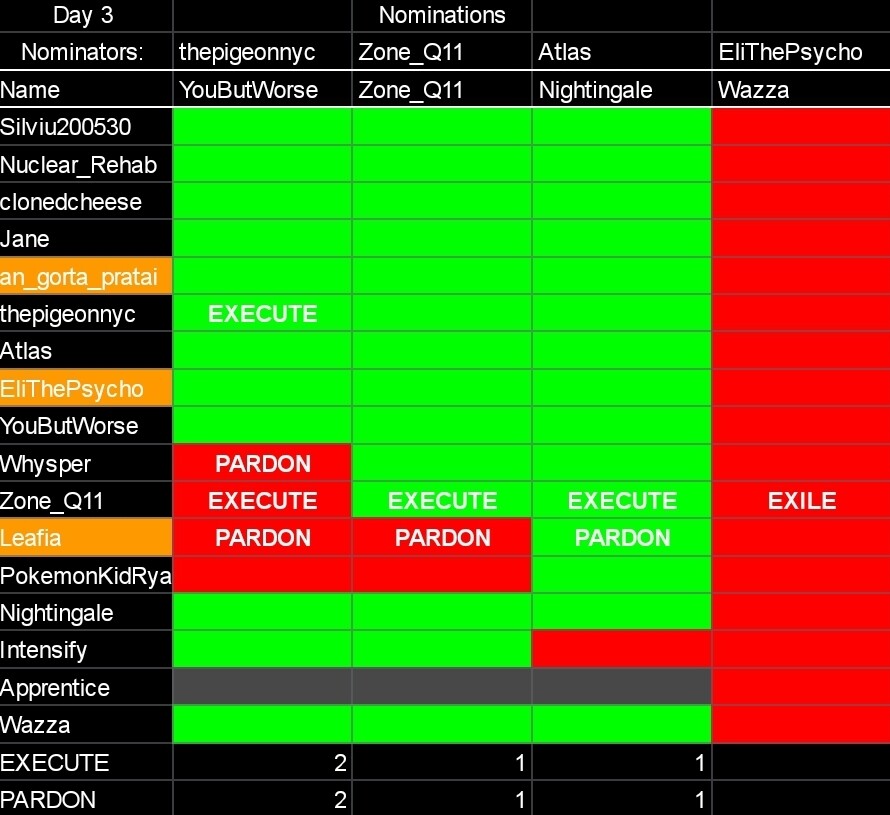 Day 3 Nominations
Nominators: thepigeonnyc Zone_Q11 Atlas EliThePsycho
Name YouButWorse Zone_Q11 Nightingale Wazza
Silviu200530
Nuclear_Rehab
clonedcheese
Jane
an_gorta_pratai
thepigeonnyc EXECUTE
Atlas
EliThePsycho
YouButWorse
Whysper PARDON
Zone_Q11 EXECUTE EXECUTE EXECUTE EXILE
Leafia PARDON PARDON PARDON
PokemonKidRya
Nightingale
Intensify
Apprentice
Wazza
EXECUTE 2 1 1
PARDON 2 1 1